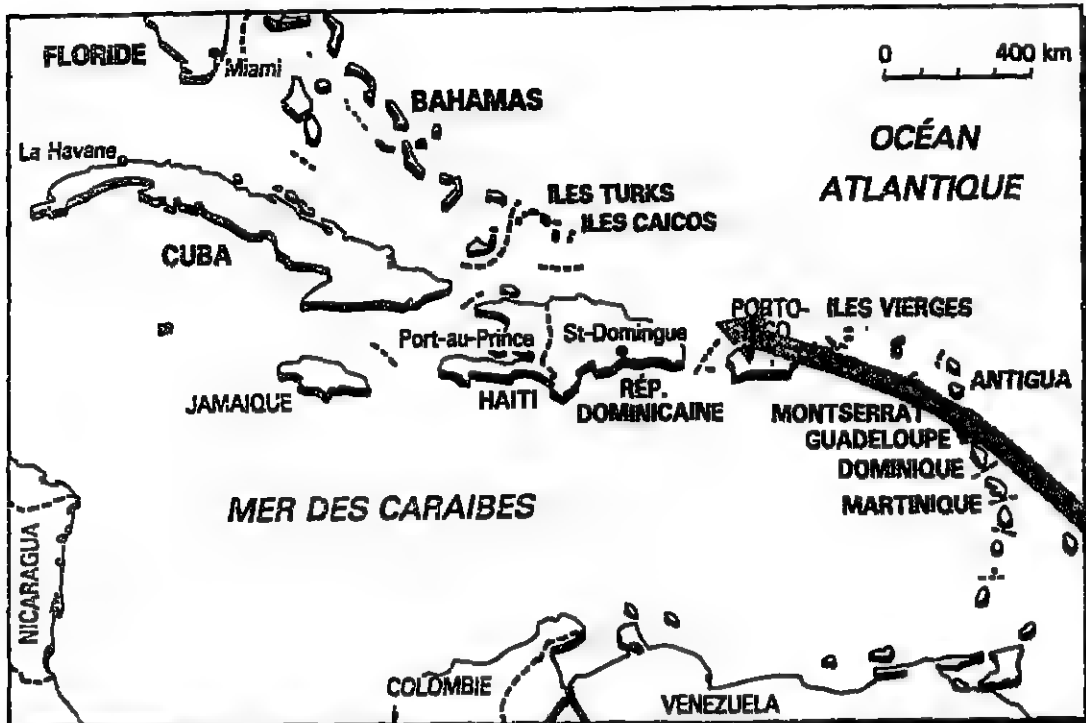 FLORIDE
Miami
0 400 km
BAHAMAS
OCÉAN
ATLANTIQUE
La Havane
ILES TURKS
ILES CAICOS
CUBA
PORTO-
ILES VIERGES
Port-au-Prince
St-Domingue
JAMAIQUE
HAITI
RÉP.
DOMINICAINE
ANTIGUA
MONTSERRAT
GUADELOUPE
DOMINIQUE
MARTINIQUE
MER DES CARAIBES
NICARAGUA
COLOMBIE
VENEZUELA